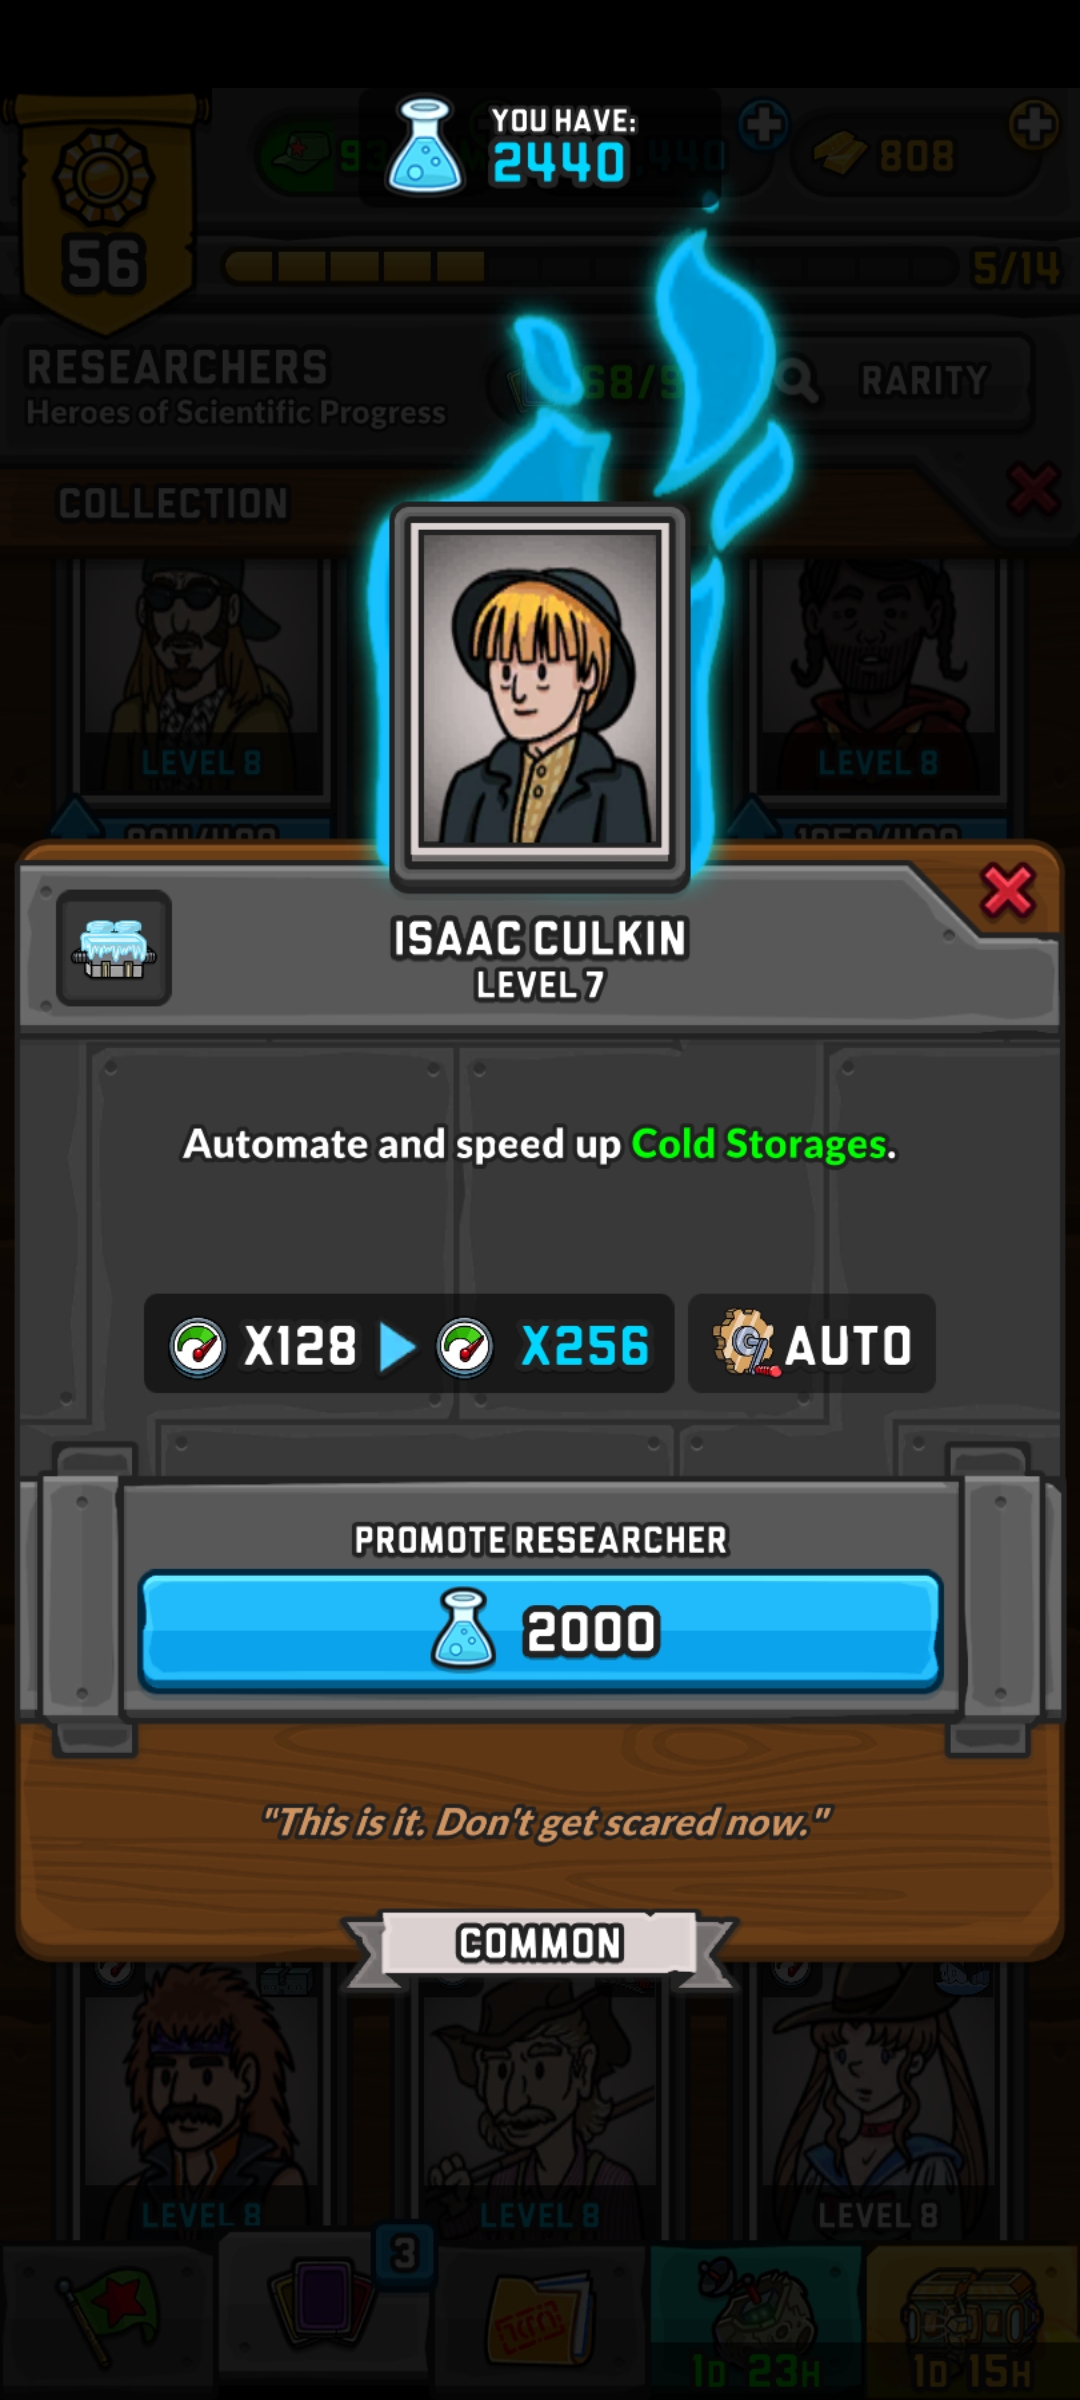 YOU HAVE:
2440
808
56
5/14
RESEARCHERS
Heroes of Scientific Progress
RARITY
COLLECTION
LEVEL 8
LEVEL 8
ISAAC CULKIN
LEVEL 7
Automate and speed up Cold Storages.
X128
X256
AUTO
PROMOTE RESEARCHER
2000
"This is it. Don't get scared now."
COMMON
LEVEL 8
LEVEL 8
LEVEL 8
3
1D 23H
1D 15H